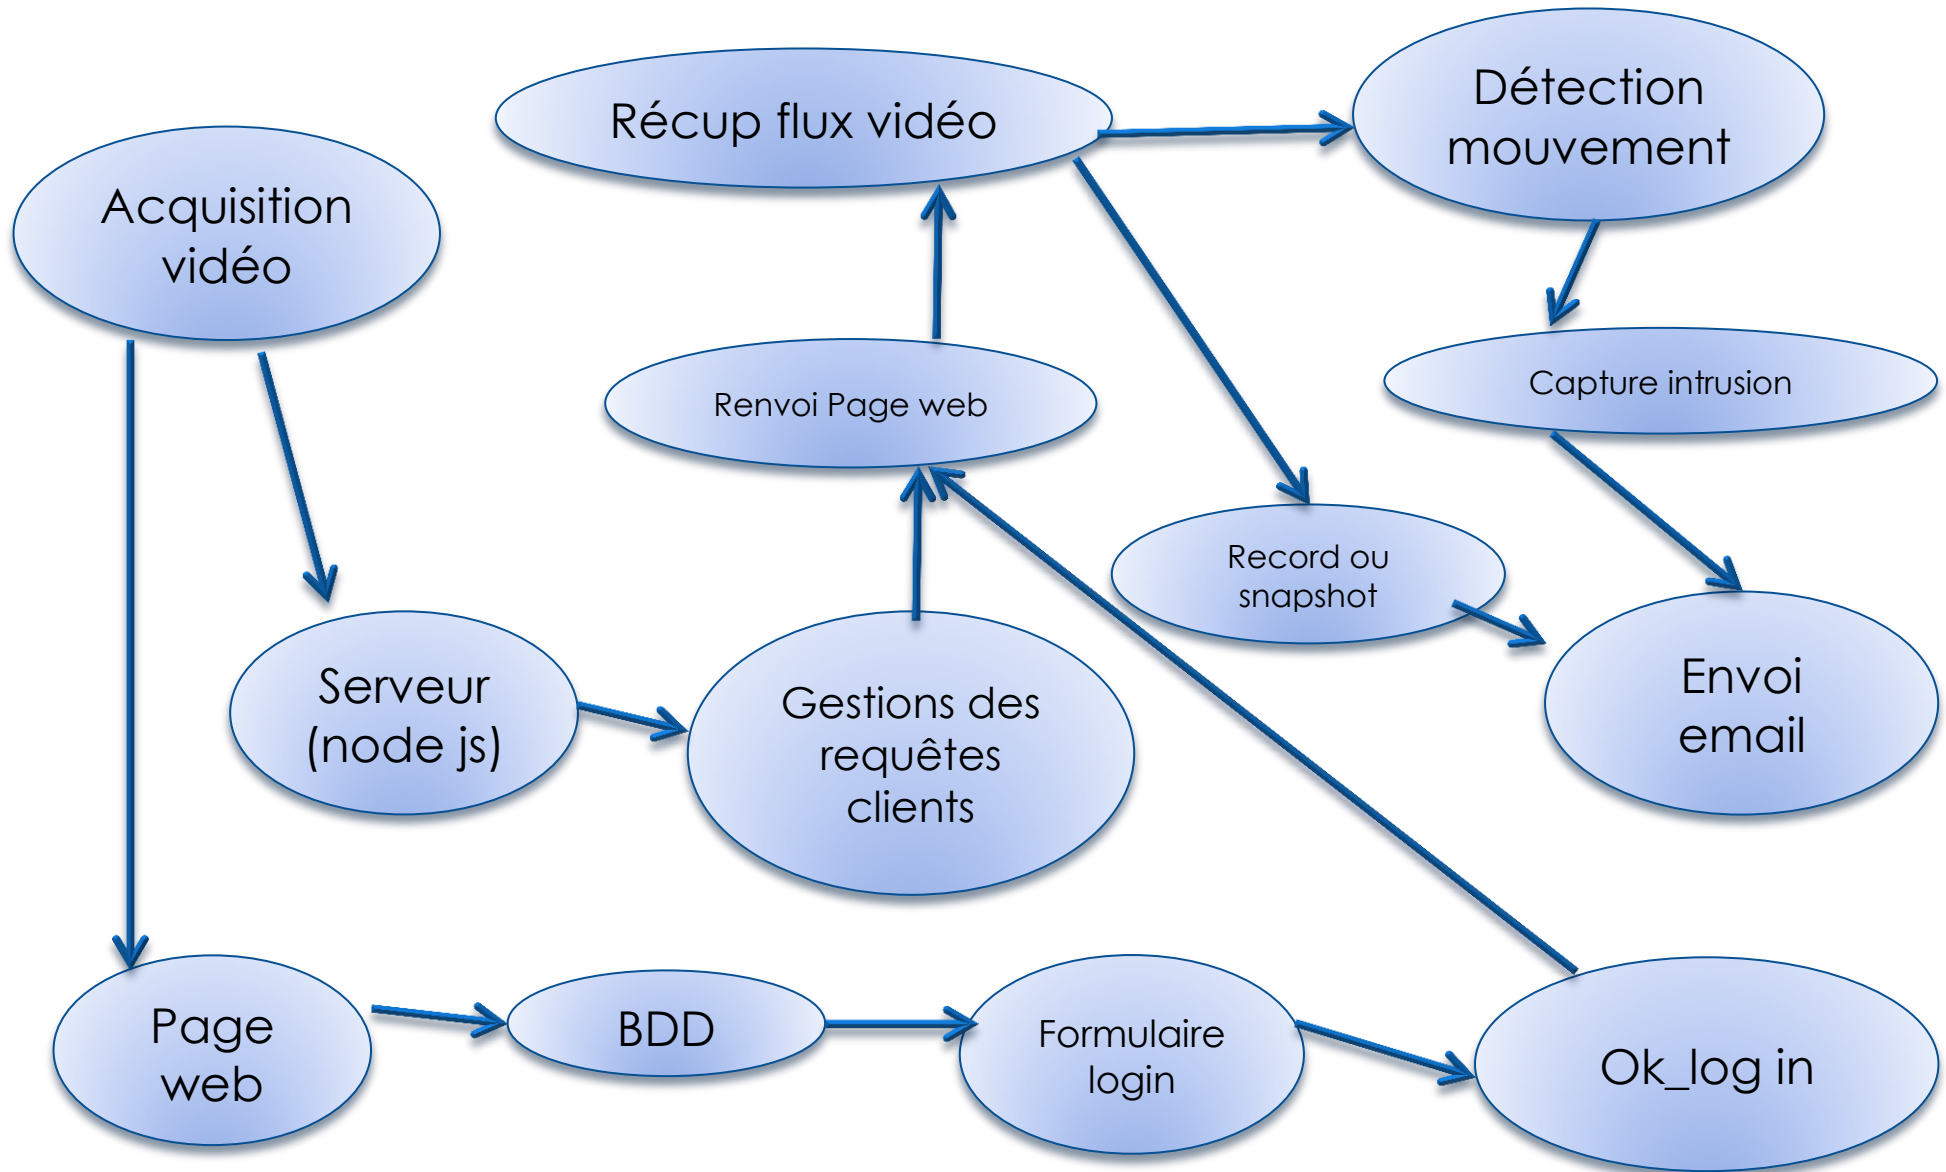 Récup flux vidéo
Détection
mouvement
Acquisition
vidéo
Renvoi Page web
Capture intrusion
Record ou
snapshot
Serveur
(node js)
Gestions des
requêtes
clients
Envoi
email
Page
web
BDD
Formulaire
login
Ok_log in